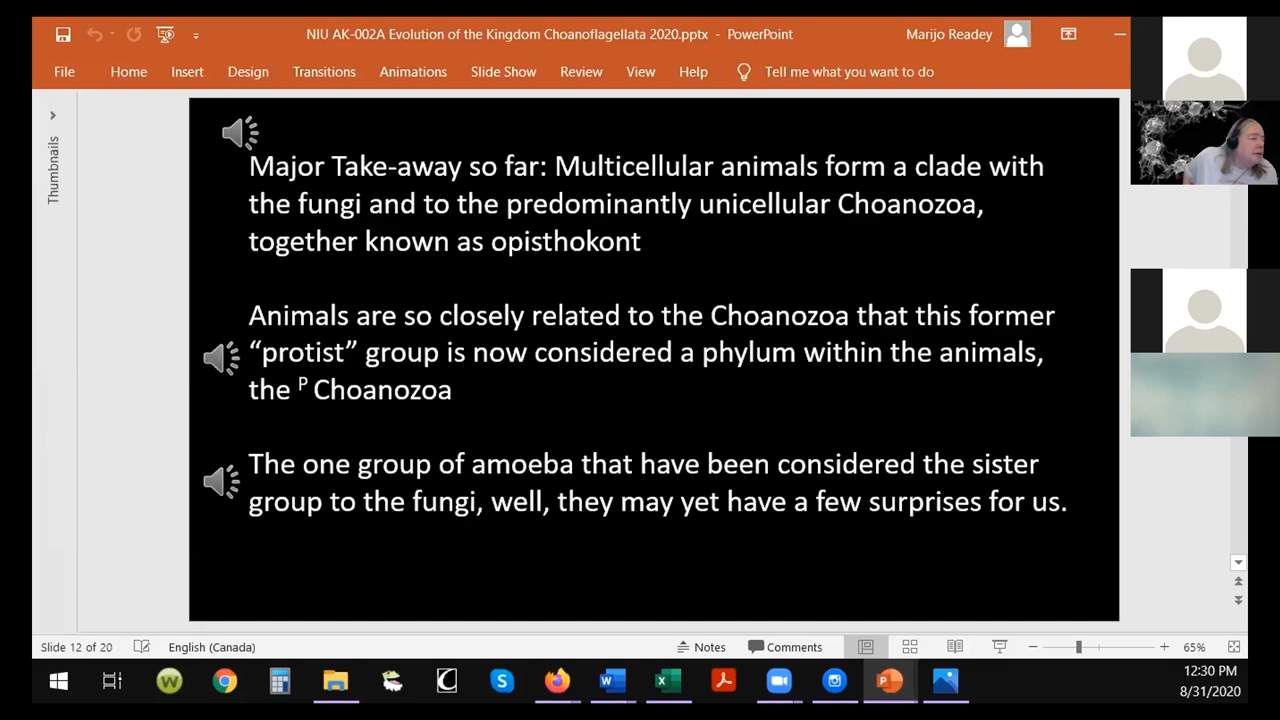 NIU AK-002A Evolution of the Kingdom Choanoflagellata 2020.pptx - PowerPoint
Marijo Readey
File Home Insert Design Transitions Animations Slide Show Review View Help Tell me what you want to do
Thumbnails
Major Take-away so far: Multicellular animals form a clade with
the fungi and to the predominantly unicellular Choanozoa,
together known as opisthokont
Animals are so closely related to the Choanozoa that this former
“protist” group is now considered a phylum within the animals,
the ᴾ Choanozoa
The one group of amoeba that have been considered the sister
group to the fungi, well, they may yet have a few surprises for us.
Slide 12 of 20 English (Canada) Notes Comments 65%
12:30 PM
8/31/2020